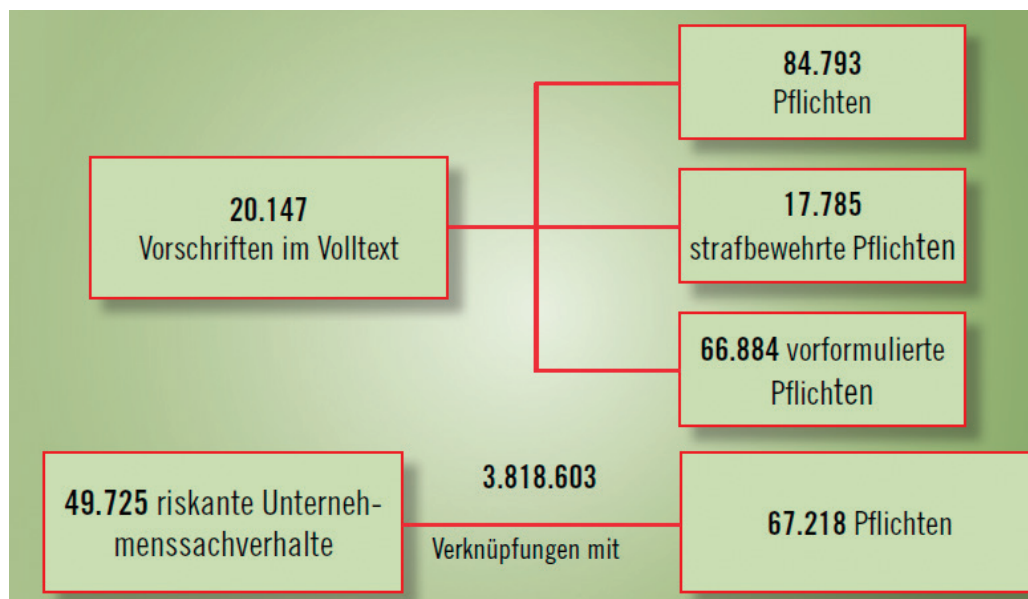 84.793
Pflichten
20.147
Vorschriften im Volltext
17.785
strafbewehrte Pflichten
66.884 vorformulierte
Pflichten
49.725 riskante Unterneh-
menssachverhalte
3.818.603
Verknüpfungen mit
67.218 Pflichten